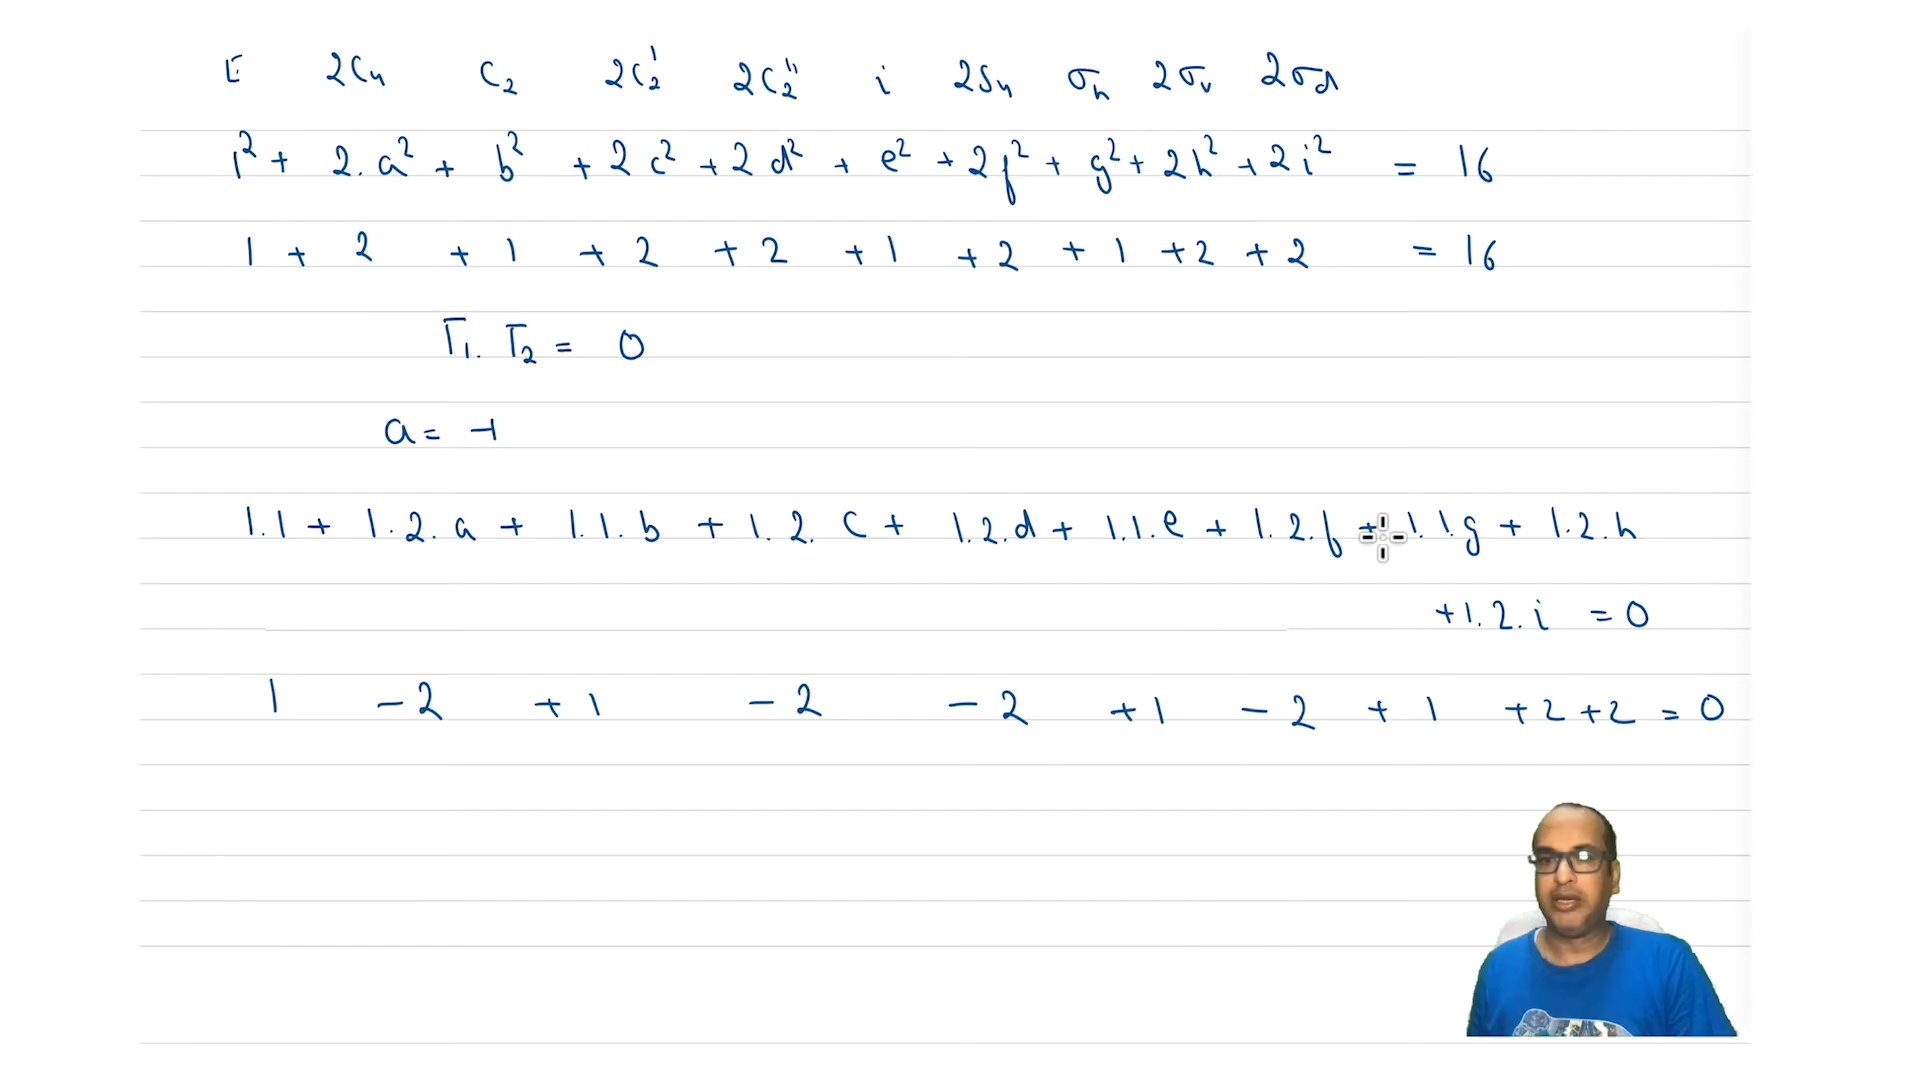 E 2C₄ C₂ 2C₂' 2C₂'' i 2S₄ σₕ 2σᵥ 2σd
1² + 2.a² + b² + 2c² + 2d² + e² + 2f² + g² + 2h² + 2i² = 16
1 + 2 + 1 + 2 + 2 + 1 + 2 + 1 + 2 + 2 = 16
Γ₁. Γ₂ = 0
a = -1
1.1 + 1.2.a + 1.1.b + 1.2.c + 1.2.d + 1.1.e + 1.2.f + 1.1.g + 1.2.h
+1.2.i = 0
1 -2 +1 -2 -2 +1 -2 +1 +2 +2 = 0